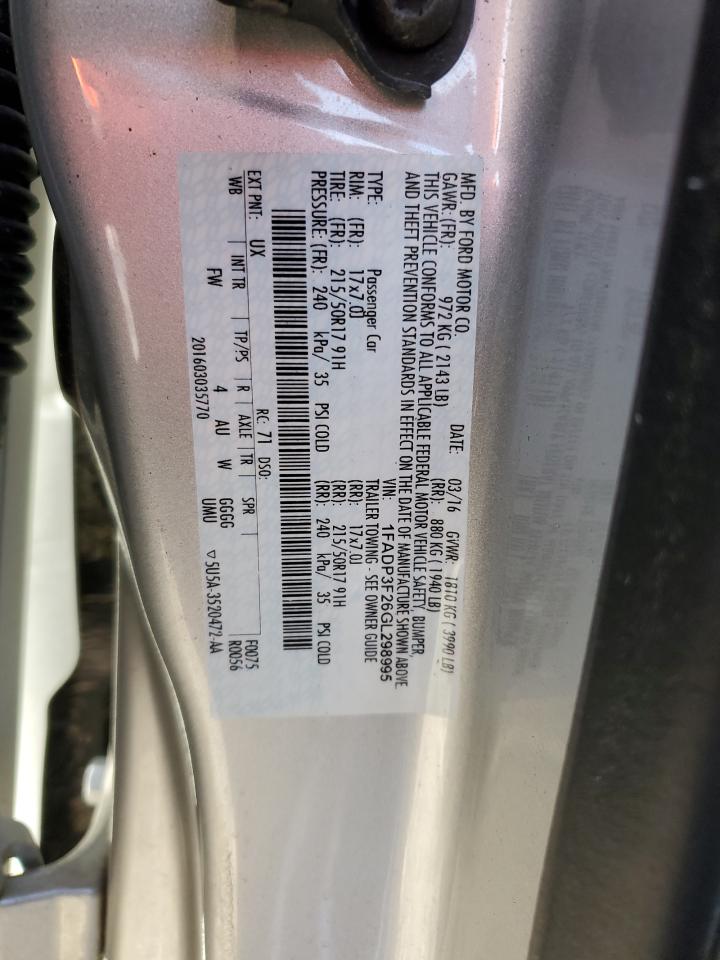 MFD. BY FORD MOTOR CO.
DATE: 03/16 GVWR: 1810 KG ( 3990 LB)
GAWR: (FR): 972 KG ( 2143 LB) (RR): 880 KG ( 1940 LB)
THIS VEHICLE CONFORMS TO ALL APPLICABLE FEDERAL MOTOR VEHICLE SAFETY, BUMPER,
AND THEFT PREVENTION STANDARDS IN EFFECT ON THE DATE OF MANUFACTURE SHOWN ABOVE
VIN: 1FADP3F26GL298995
TYPE: Passenger Car TRAILER TOWING - SEE OWNER GUIDE
RIM: (FR): 17x7.0J (RR): 17x7.0J
TIRE: (FR): 215/50R17 91H (RR): 215/50R17 91H
PRESSURE: (FR): 240 kPa/ 35 PSI COLD (RR): 240 kPa/ 35 PSI COLD
EXT PNT: UX RC: 71 DSO: F0075
WB INT TR TP/PS R AXLE TR SPR R0056
FW 4 AU W GGGG
UMU ▽5U5A-3520472-AA
201603035770